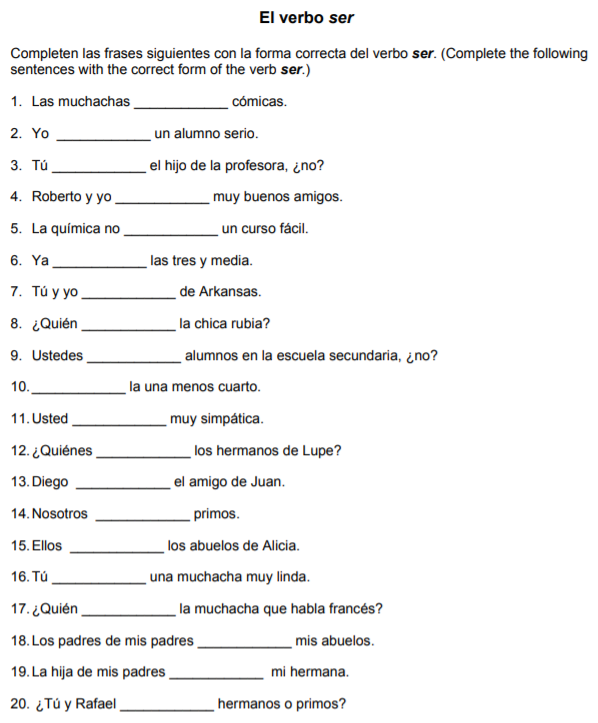 El verbo ser
Completen las frases siguientes con la forma correcta del verbo ser. (Complete the following
sentences with the correct form of the verb ser.)
1. Las muchachas ____________ cómicas.
2. Yo ____________ un alumno serio.
3. Tú ____________ el hijo de la profesora, ¿no?
4. Roberto y yo ____________ muy buenos amigos.
5. La química no ____________ un curso fácil.
6. Ya ____________ las tres y media.
7. Tú y yo ____________ de Arkansas.
8. ¿Quién ____________ la chica rubia?
9. Ustedes ____________ alumnos en la escuela secundaria, ¿no?
10. ____________ la una menos cuarto.
11. Usted ____________ muy simpática.
12. ¿Quiénes ____________ los hermanos de Lupe?
13. Diego ____________ el amigo de Juan.
14. Nosotros ____________ primos.
15. Ellos ____________ los abuelos de Alicia.
16. Tú ____________ una muchacha muy linda.
17. ¿Quién ____________ la muchacha que habla francés?
18. Los padres de mis padres ____________ mis abuelos.
19. La hija de mis padres ____________ mi hermana.
20. ¿Tú y Rafael ____________ hermanos o primos?